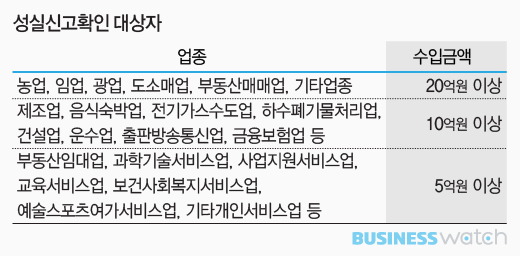 성실신고확인 대상자
업종 수입금액
농업, 임업, 광업, 도소매업, 부동산매매업, 기타업종 20억원 이상
제조업, 음식숙박업, 전기가스수도업, 하수폐기물처리업, 10억원 이상
건설업, 운수업, 출판방송통신업, 금융보험업 등
부동산임대업, 과학기술서비스업, 사업지원서비스업,
교육서비스업, 보건사회복지서비스업, 5억원 이상
예술스포츠여가서비스업, 기타개인서비스업 등
BUSINESSwatch